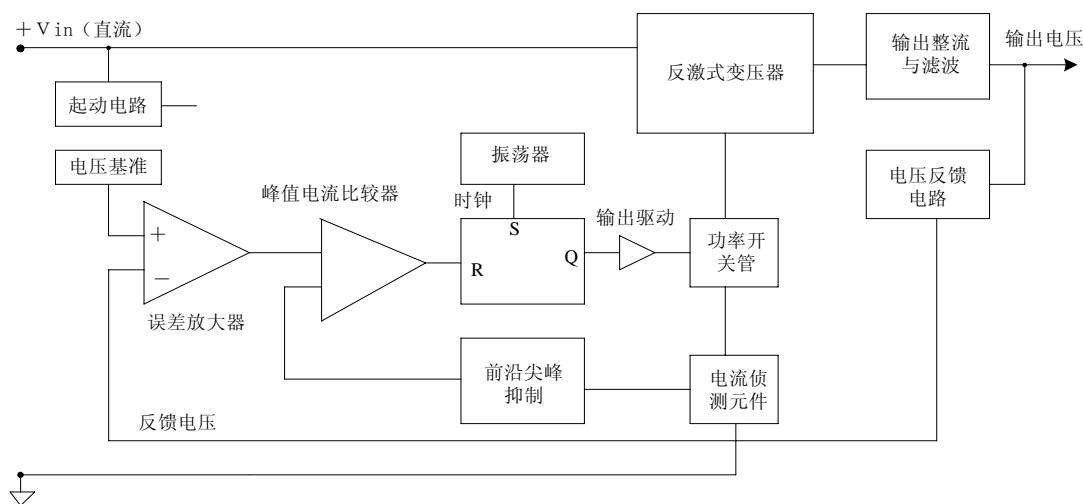 ＋Vin（直流）
起动电路
电压基准
反激式变压器
输出整流
与滤波
输出电压
振荡器
电压反馈
电路
峰值电流比较器
时钟
输出驱动
＋
－
误差放大器
S
R
Q
功率开
关管
前沿尖峰
抑制
电流侦
测元件
反馈电压